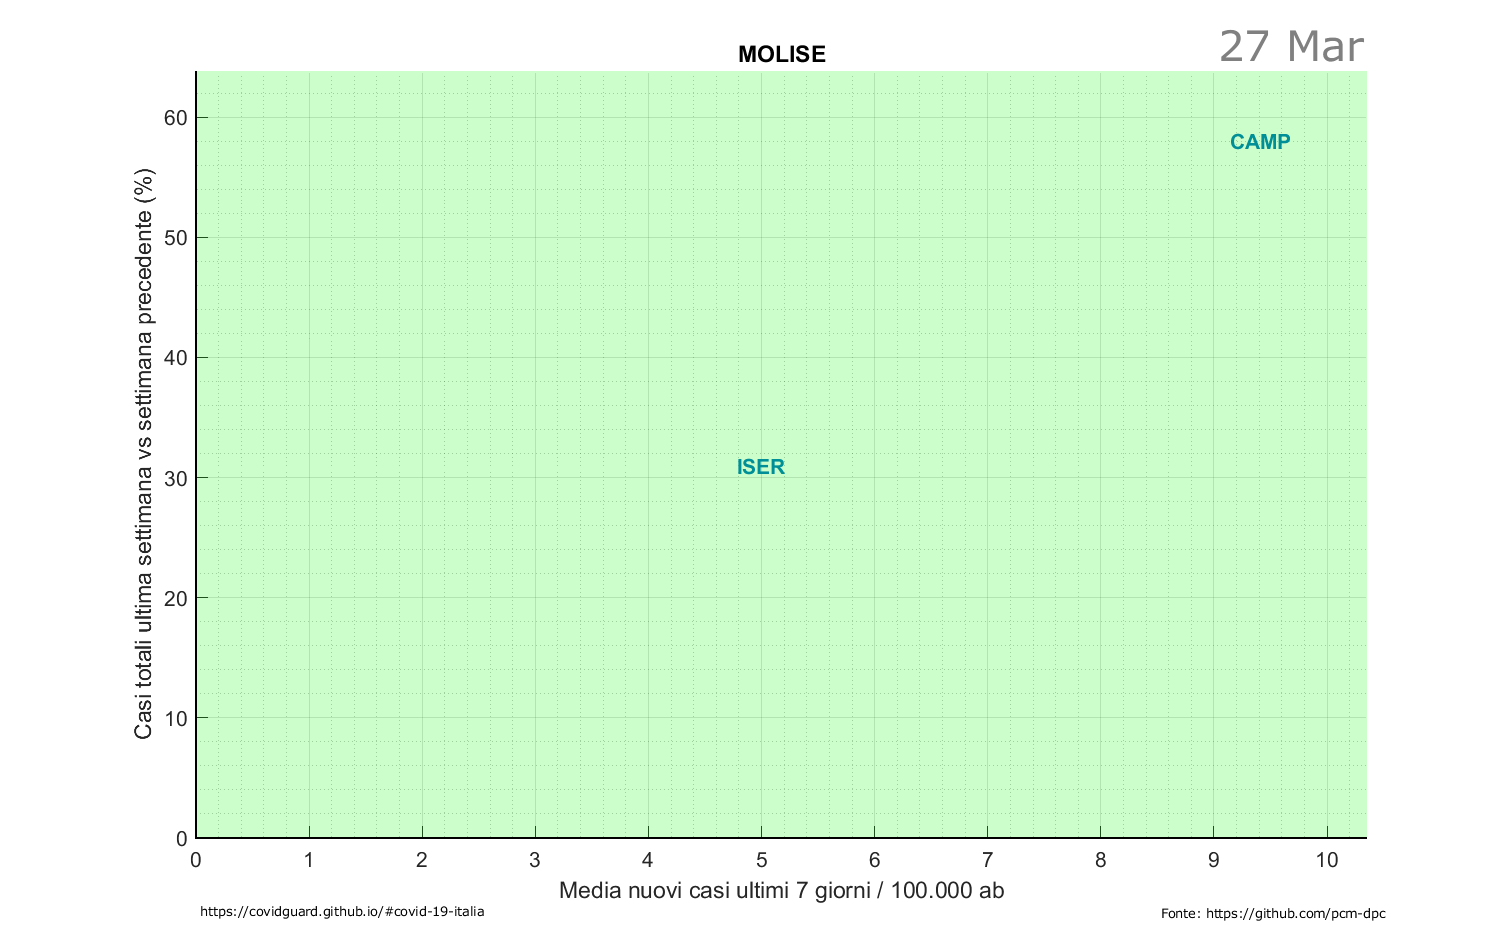 MOLISE
27 Mar
Casi totali ultima settimana vs settimana precedente (%)
60
50
40
30
20
10
0
CAMP
ISER
0 1 2 3 4 5 6 7 8 9 10
Media nuovi casi ultimi 7 giorni / 100.000 ab
https://covidguard.github.io/#covid-19-italia
Fonte: https://github.com/pcm-dpc